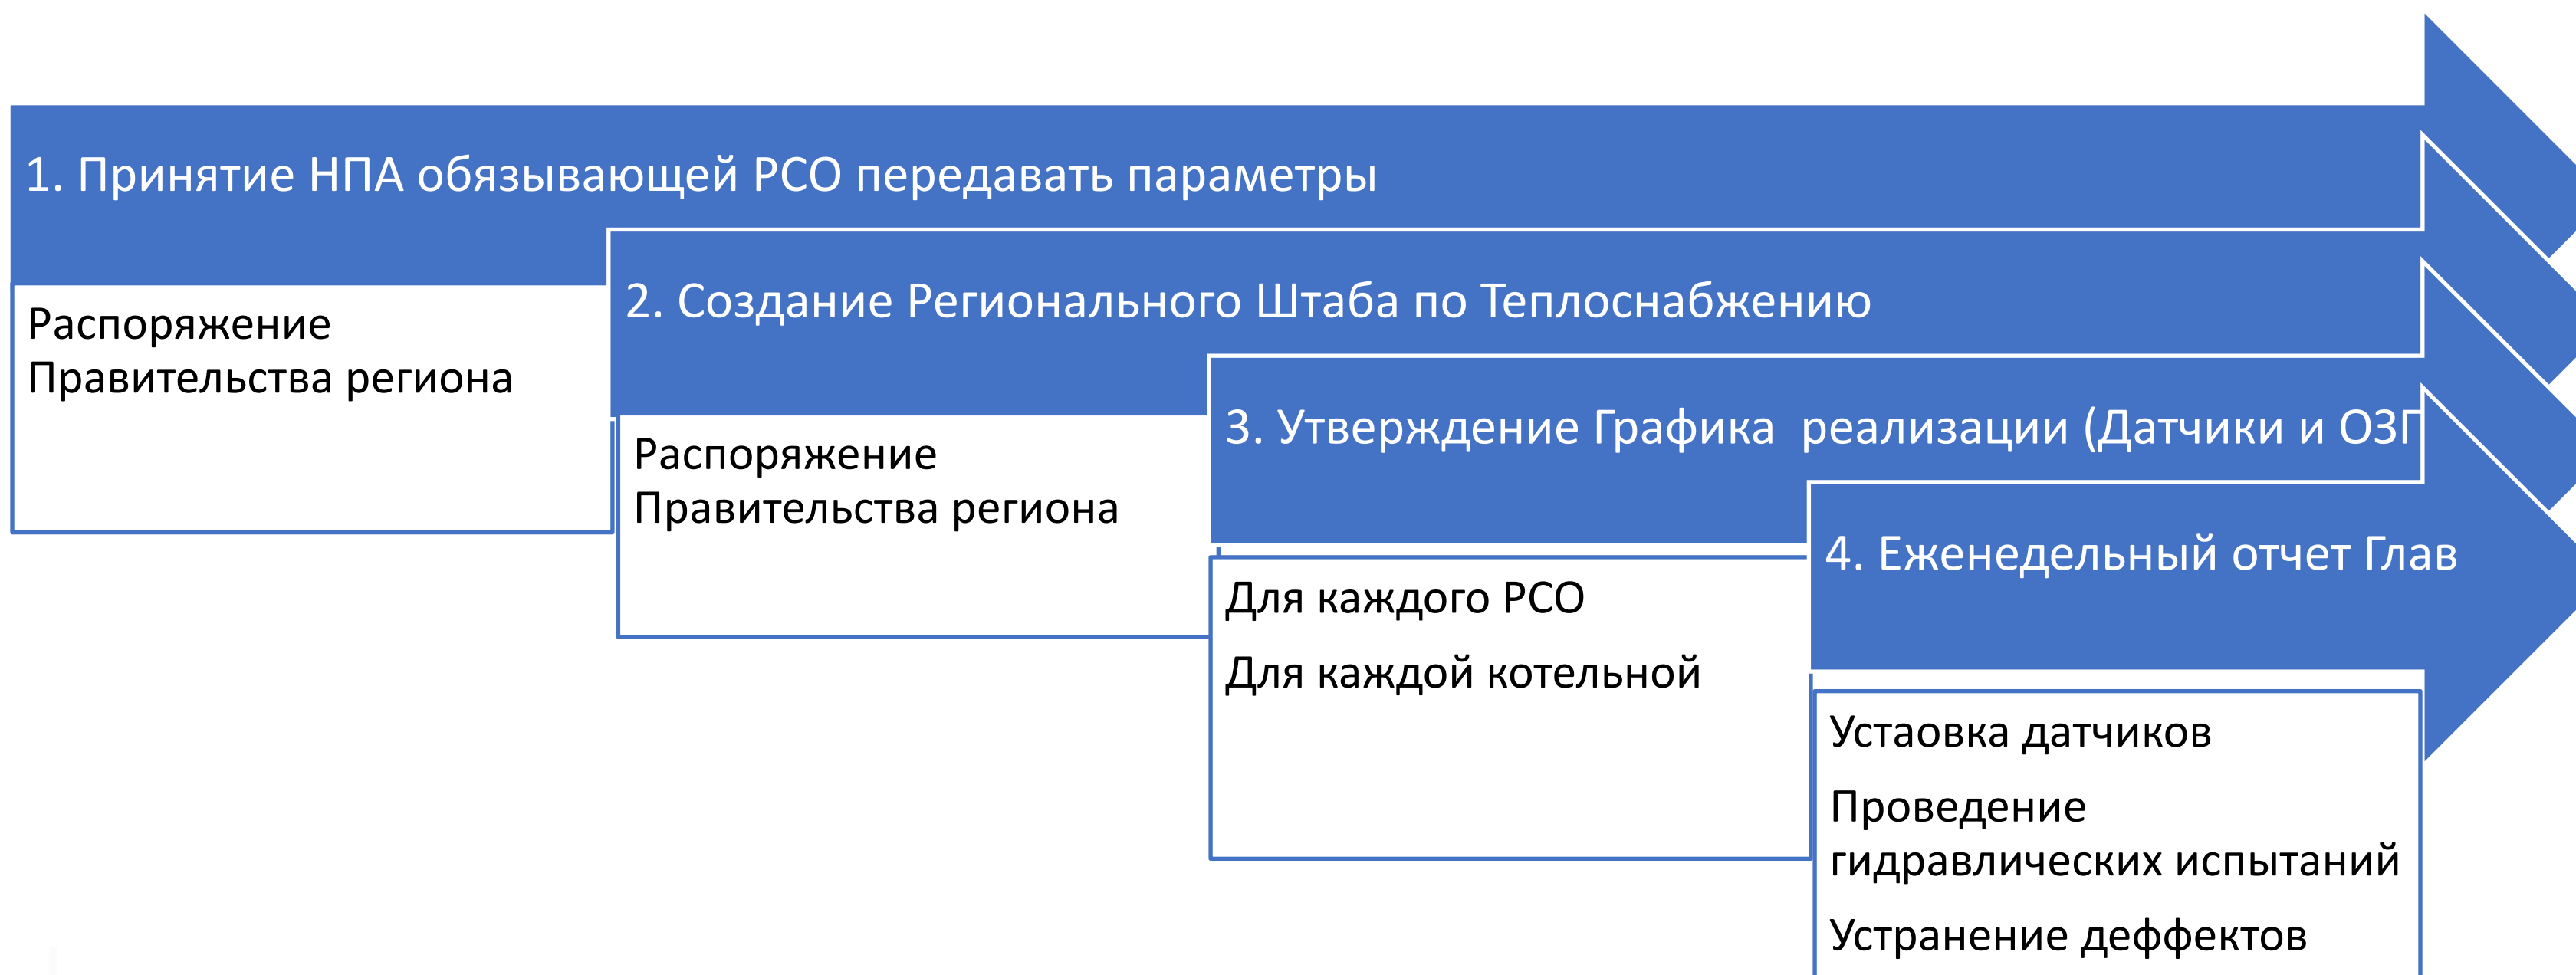 1. Принятие НПА обязывающей РСО передавать параметры
Распоряжение
Правительства региона
2. Создание Регионального Штаба по Теплоснабжению
Распоряжение
Правительства региона
3. Утверждение Графика  реализации (Датчики и ОЗП
Для каждого РСО
Для каждой котельной
4. Еженедельный отчет Глав
Устаовка датчиков
Проведение
гидравлических испытаний
Устранение деффектов